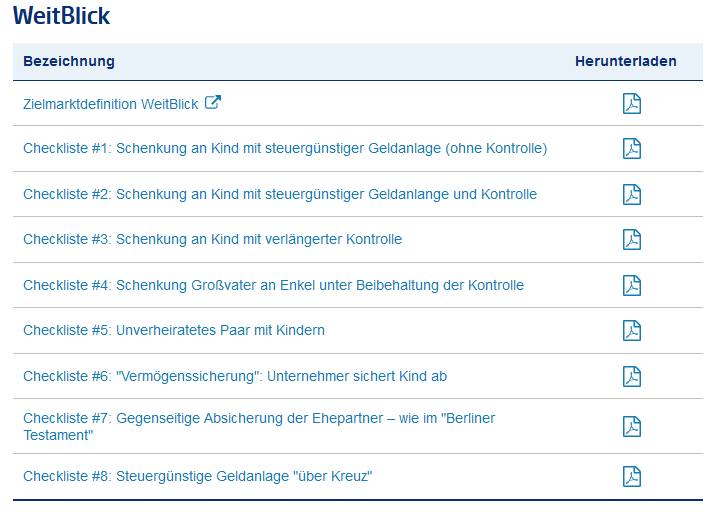 WeitBlick
Bezeichnung Herunterladen
Zielmarktdefinition WeitBlick
Checkliste #1: Schenkung an Kind mit steuergünstiger Geldanlage (ohne Kontrolle)
Checkliste #2: Schenkung an Kind mit steuergünstiger Geldanlange und Kontrolle
Checkliste #3: Schenkung an Kind mit verlängerter Kontrolle
Checkliste #4: Schenkung Großvater an Enkel unter Beibehaltung der Kontrolle
Checkliste #5: Unverheiratetes Paar mit Kindern
Checkliste #6: "Vermögenssicherung": Unternehmer sichert Kind ab
Checkliste #7: Gegenseitige Absicherung der Ehepartner – wie im "Berliner
Testament"
Checkliste #8: Steuergünstige Geldanlage "über Kreuz"